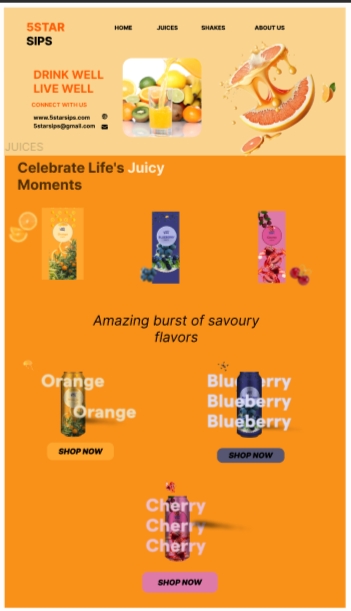 5STAR
SIPS
HOME JUICES SHAKES ABOUT US
DRINK WELL
LIVE WELL
CONNECT WITH US
www.5istarsips.com
5starsips@gmail.com
JUICES
Celebrate Life's Juicy
Moments
Amazing burst of savoury
flavors
Orange
Orange
Blueberry
Blueberry
Blueberry
SHOP NOW
SHOP NOW
Cherry
Cherry
Cherry
SHOP NOW